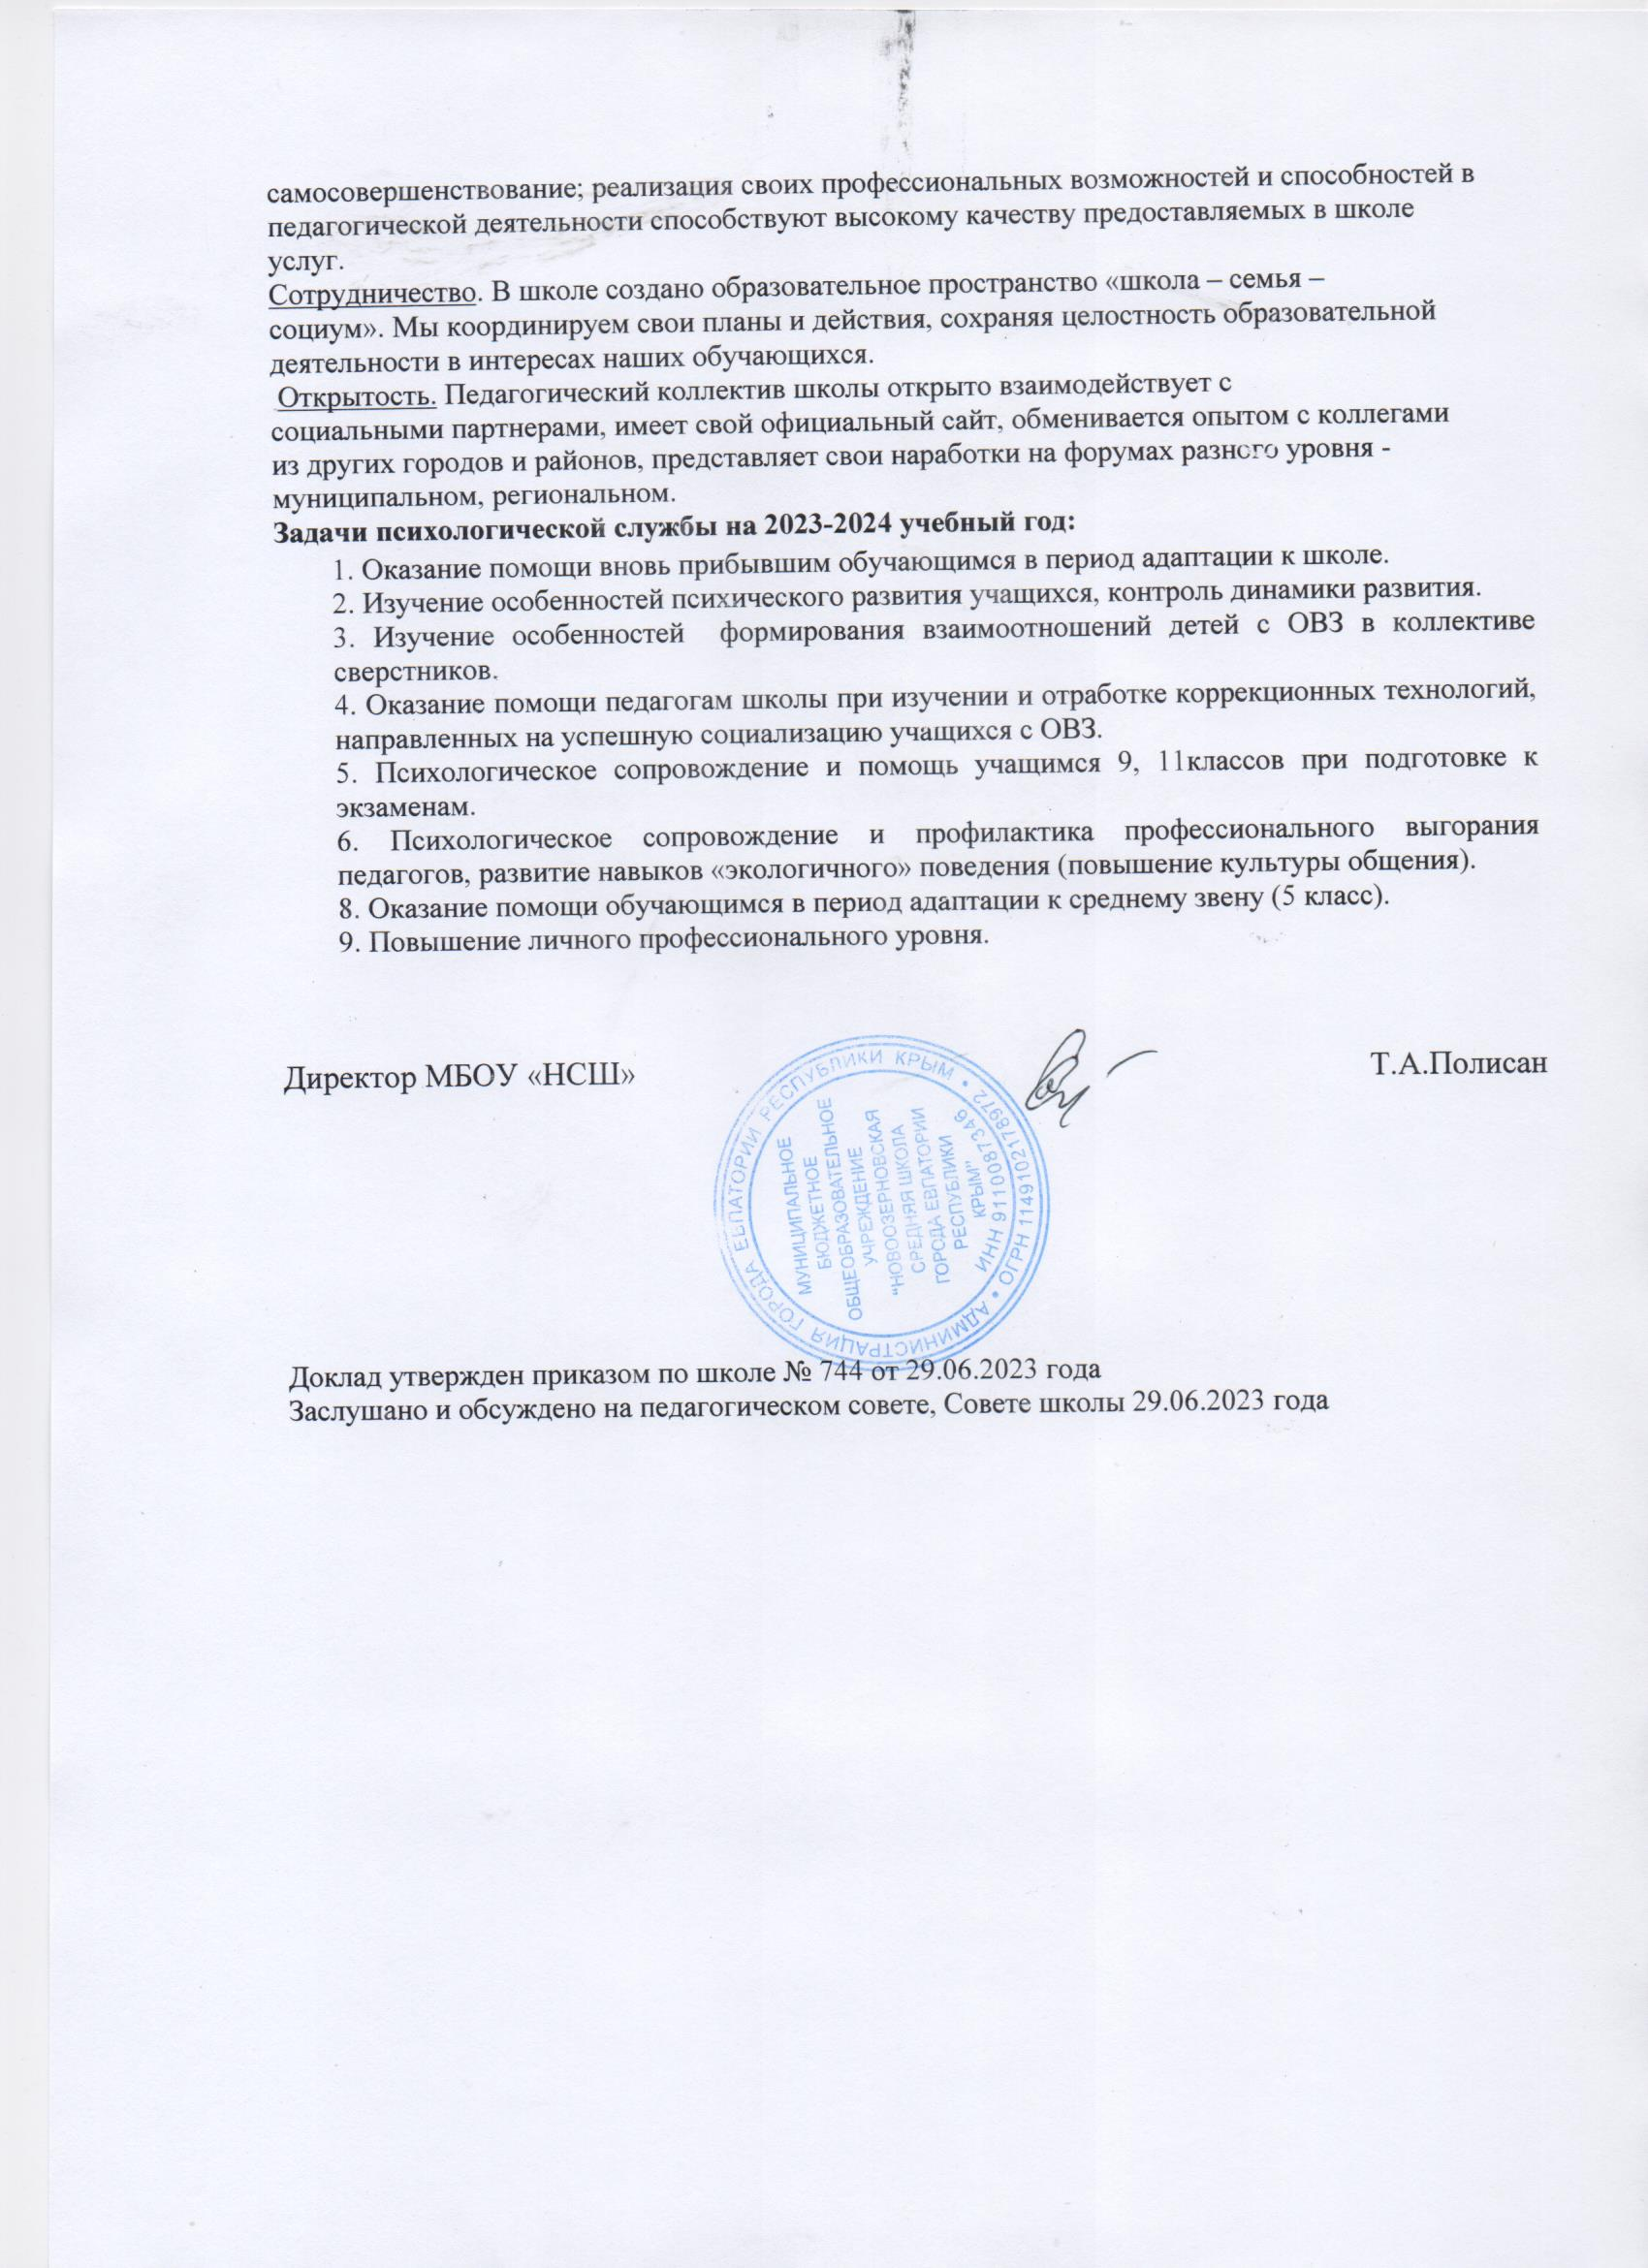 самосовершенствование; реализация своих профессиональных возможностей и способностей в
педагогической деятельности способствуют высокому качеству предоставляемых в школе
услуг.
Сотрудничество. В школе создано образовательное пространство «школа – семья –
социум». Мы координируем свои планы и действия, сохраняя целостность образовательной
деятельности в интересах наших обучающихся.
Открытость. Педагогический коллектив школы открыто взаимодействует с
социальными партнерами, имеет свой официальный сайт, обменивается опытом с коллегами
из других городов и районов, представляет свои наработки на форумах разного уровня -
муниципальном, региональном.
Задачи психологической службы на 2023-2024 учебный год:
1. Оказание помощи вновь прибывшим обучающимся в период адаптации к школе.
2. Изучение особенностей психического развития учащихся, контроль динамики развития.
3. Изучение особенностей формирования взаимоотношений детей с ОВЗ в коллективе
сверстников.
4. Оказание помощи педагогам школы при изучении и отработке коррекционных технологий,
направленных на успешную социализацию учащихся с ОВЗ.
5. Психологическое сопровождение и помощь учащимся 9, 11классов при подготовке к
экзаменам.
6. Психологическое сопровождение и профилактика профессионального выгорания
педагогов, развитие навыков «экологичного» поведения (повышение культуры общения).
8. Оказание помощи обучающимся в период адаптации к среднему звену (5 класс).
9. Повышение личного профессионального уровня.
Директор МБОУ «НСШ»
Т.А.Полисан
АДМИНИСТРАЦИЯ ГОРОДА ЕВПАТОРИИ РЕСПУБЛИКИ КРЫМ • ОГРН 1149102178972 •
МУНИЦИПАЛЬНОЕ
БЮДЖЕТНОЕ
ОБЩЕОБРАЗОВАТЕЛЬНОЕ
УЧРЕЖДЕНИЕ
"НОВООЗЕРНОВСКАЯ
СРЕДНЯЯ ШКОЛА
ГОРОДА ЕВПАТОРИИ
РЕСПУБЛИКИ
КРЫМ"
ИНН 9110087346
Доклад утвержден приказом по школе № 744 от 29.06.2023 года
Заслушано и обсуждено на педагогическом совете, Совете школы 29.06.2023 года